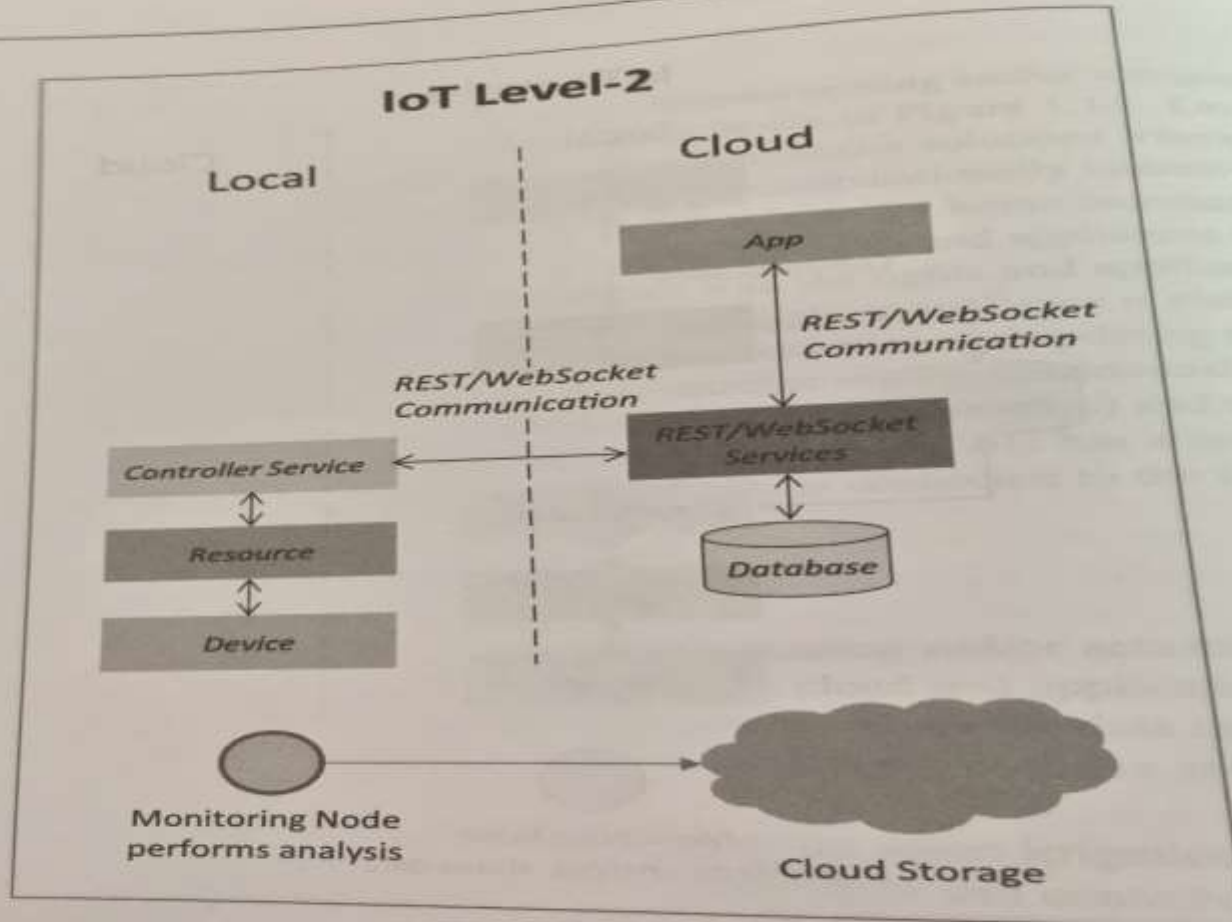 IoT Level-2
Local
Cloud
App
REST/WebSocket
Communication
REST/WebSocket
Communication
Controller Service
REST/WebSocket
Services
Resource
Database
Device
Monitoring Node
performs analysis
Cloud Storage